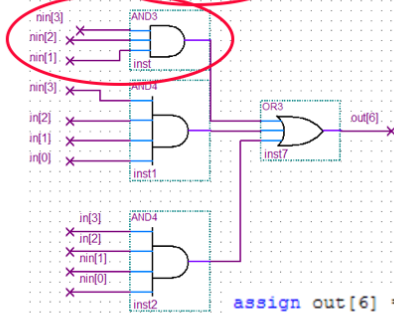 nin[3]
AND3
nin[2]
nin[1]
inst
nin[3]
AND4
in[2]
in[1]
in[0]
inst1
OR3
out[6]
inst7
in[3]
AND4
in[2]
nin[1]
nin[0]
inst2
assign out[6] =